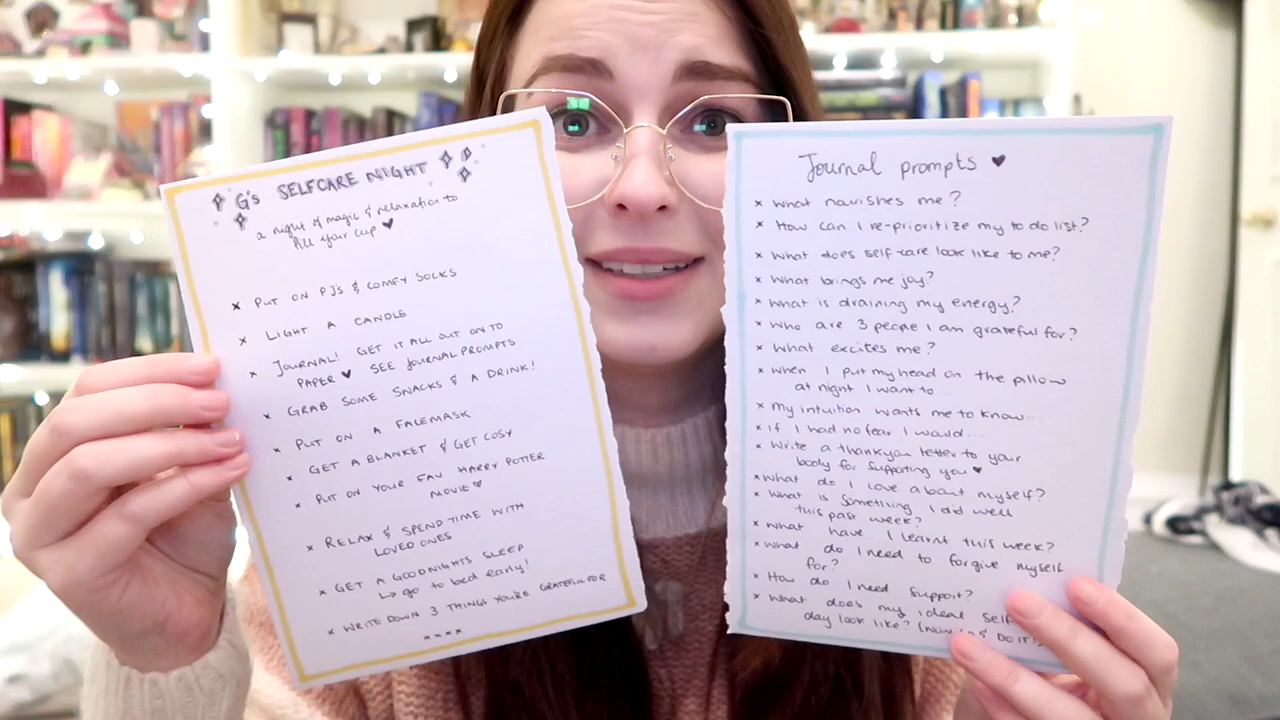 G's SELFCARE NIGHT
a night of magic & relaxation to
fill your cup ♥
× PUT ON PJS & COMFY SOCKS
× LIGHT A CANDLE
× JOURNAL! GET IT ALL OUT ON TO
PAPER ♥ SEE JOURNAL PROMPTS
× GRAB SOME SNACKS & A DRINK!
× PUT ON A FACEMASK
× GET A BLANKET & GET COSY
× PUT ON YOUR FAV HARRY POTTER
MOVIE ♥
× RELAX & SPEND TIME WITH
LOVED ONES
× GET A GOODNIGHTS SLEEP
↳ go to bed early!
× WRITE DOWN 3 THINGS YOU'RE GRATEFUL FOR
××××
Journal prompts ♥
× What nourishes me?
× How can I re-prioritize my to do list?
× What does self-care look like to me?
× What brings me joy?
× What is draining my energy?
× Who are 3 people I am grateful for?
× What excites me?
× When I put my head on the pillow
at night I want to...
× My intuition wants me to know...
× If I had no fear I would...
× Write a thankyou letter to your
body for supporting you ♥
× What do I love about myself?
× What is something I did well
this past week?
× What have I learnt this week?
× What do I need to forgive myself
for?
× How do I need support?
× What does my ideal self
day look like? DO IT!